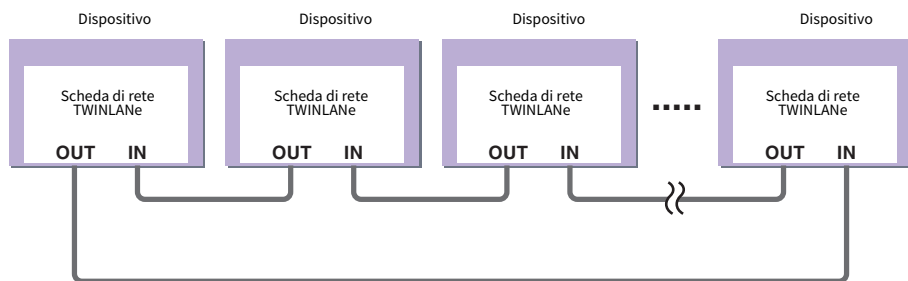 Dispositivo Dispositivo Dispositivo Dispositivo
Scheda di rete Scheda di rete Scheda di rete Scheda di rete
TWINLANe TWINLANe TWINLANe ..... TWINLANe
OUT IN OUT IN OUT IN OUT IN